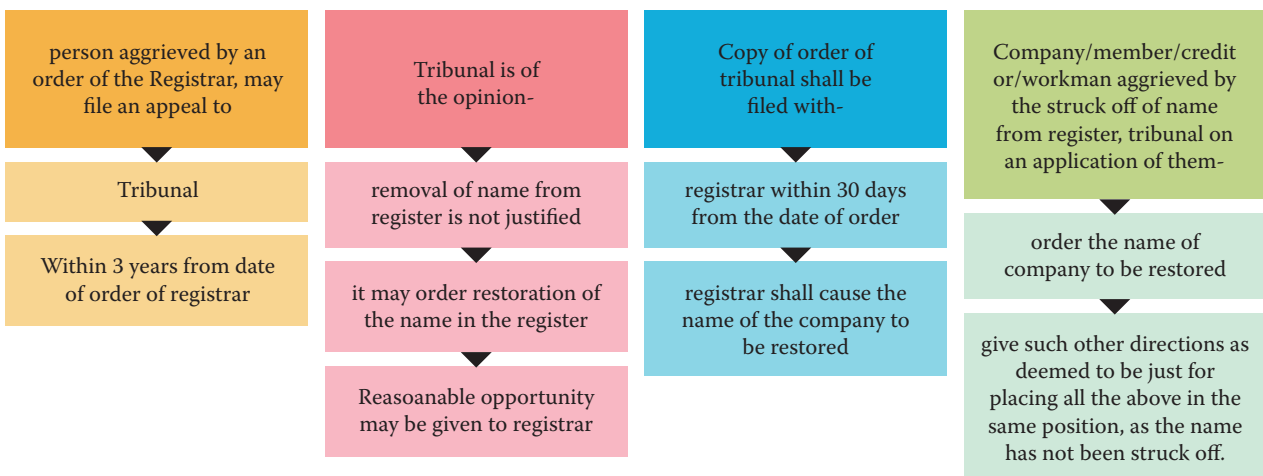 person aggrieved by an
order of the Registrar, may
file an appeal to
Tribunal
Within 3 years from date
of order of registrar
Tribunal is of
the opinion-
removal of name from
register is not justified
it may order restoration of
the name in the register
Reasoanable opportunity
may be given to registrar
Copy of order of
tribunal shall be
filed with-
registrar within 30 days
from the date of order
registrar shall cause the
name of the company to
be restored
Company/member/credit
or/workman aggrieved by
the struck off of name
from register, tribunal on
an application of them-
order the name of
company to be restored
give such other directions as
deemed to be just for
placing all the above in the
same position, as the name
has not been struck off.